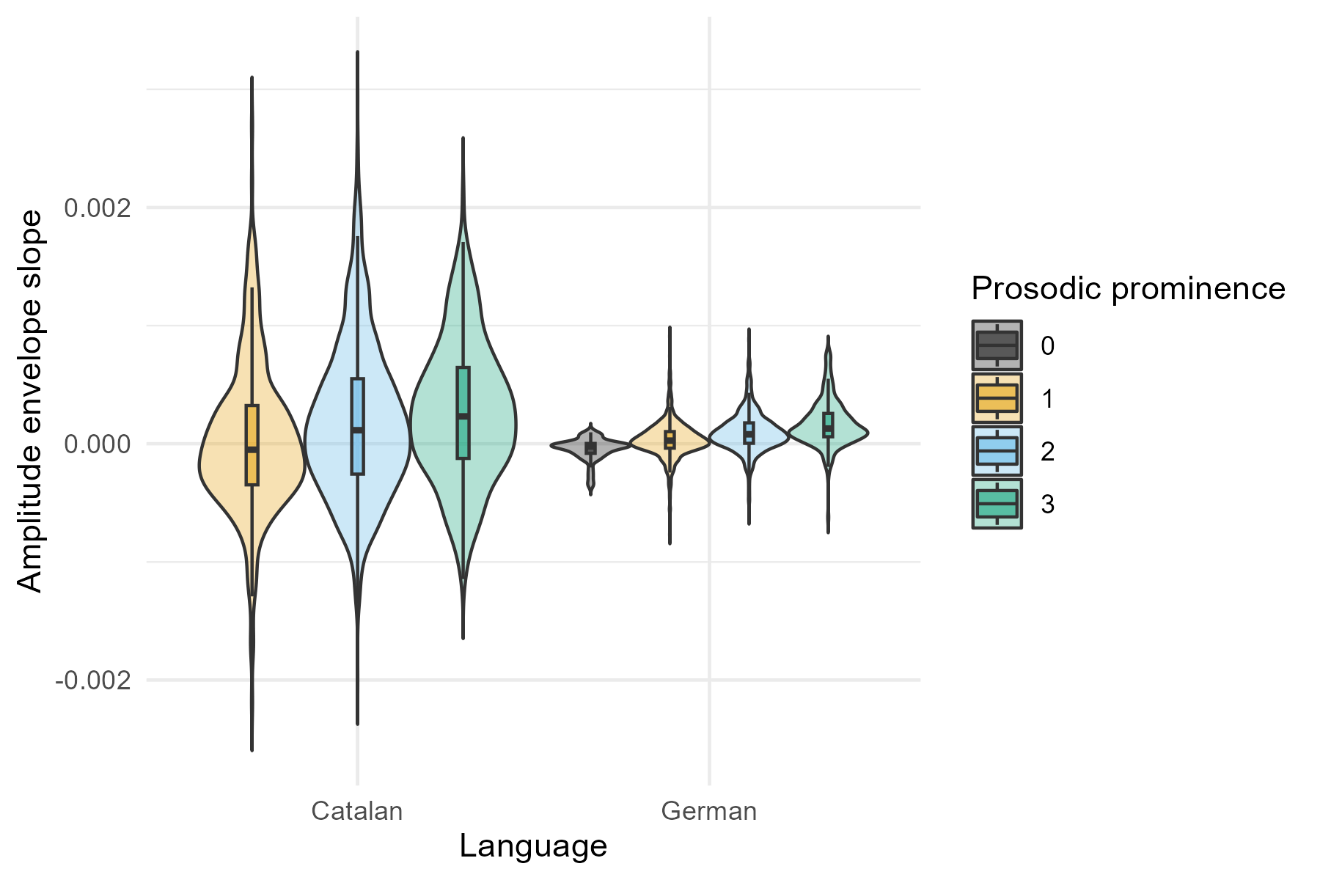 Amplitude envelope slope
0.002
0.000
-0.002
Catalan
German
Language
Prosodic prominence
0
1
2
3